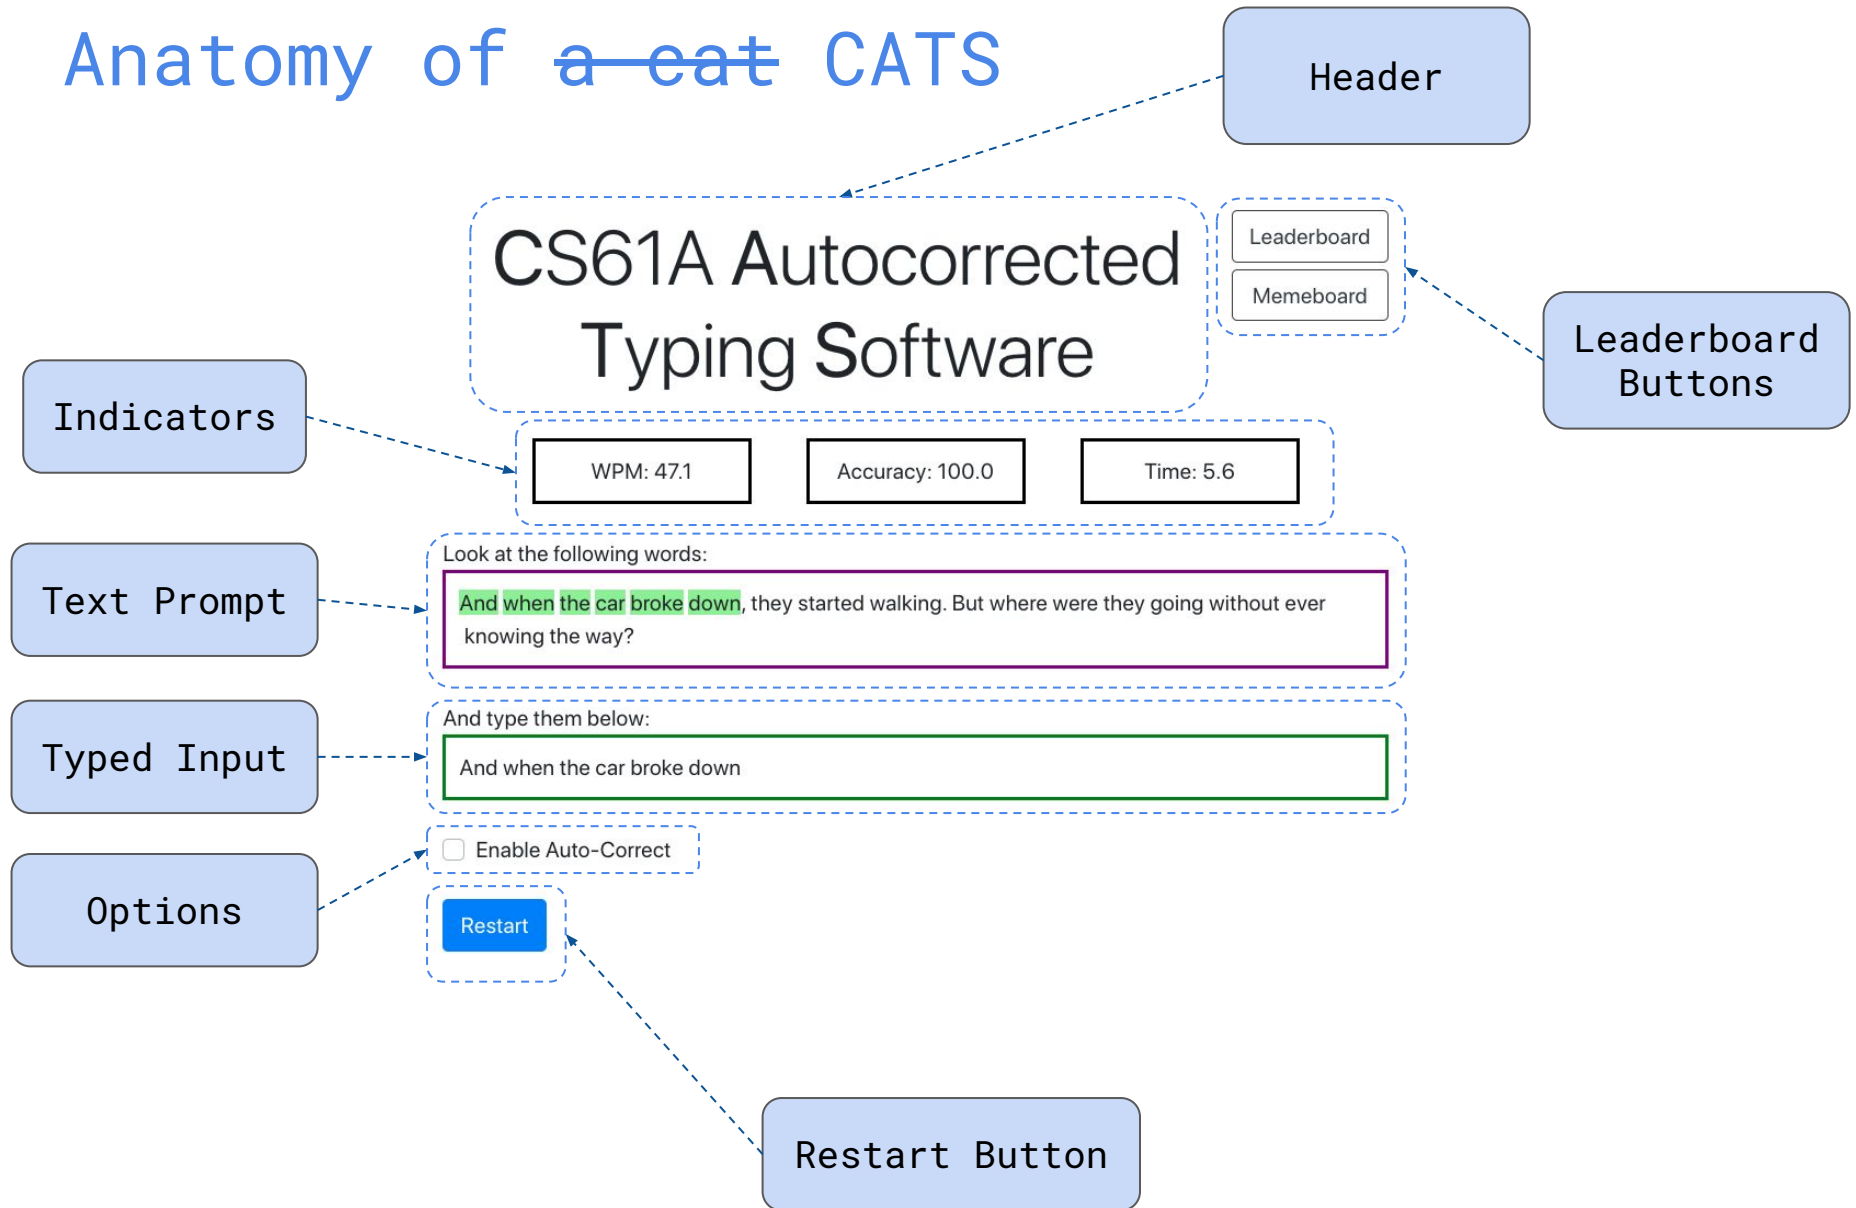 Anatomy of a cat CATS
Header
CS61A Autocorrected
Typing Software
Leaderboard
Memeboard
Leaderboard
Buttons
Indicators
WPM: 47.1
Accuracy: 100.0
Time: 5.6
Text Prompt
Look at the following words:
And when the car broke down, they started walking. But where were they going without ever
knowing the way?
Typed Input
And type them below:
And when the car broke down
Options
Enable Auto-Correct
Restart
Restart Button